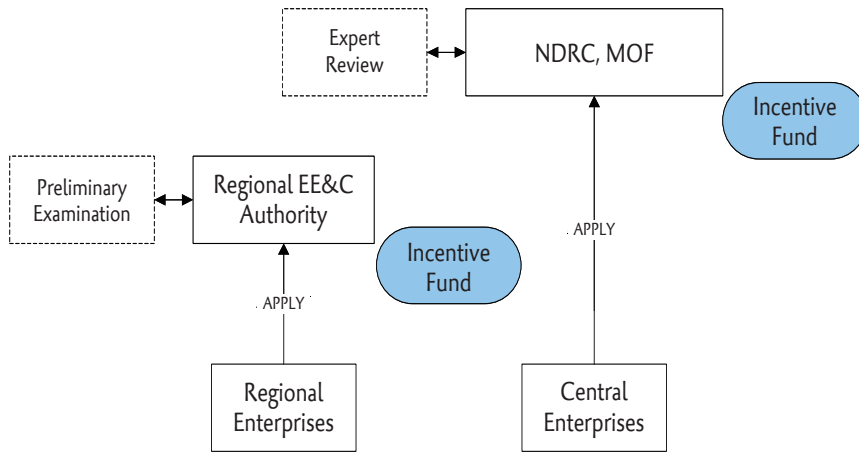 Expert
Review
NDRC, MOF
Incentive
Fund
Preliminary
Examination
Regional EE&C
Authority
Incentive
Fund
APPLY
APPLY
Regional
Enterprises
Central
Enterprises